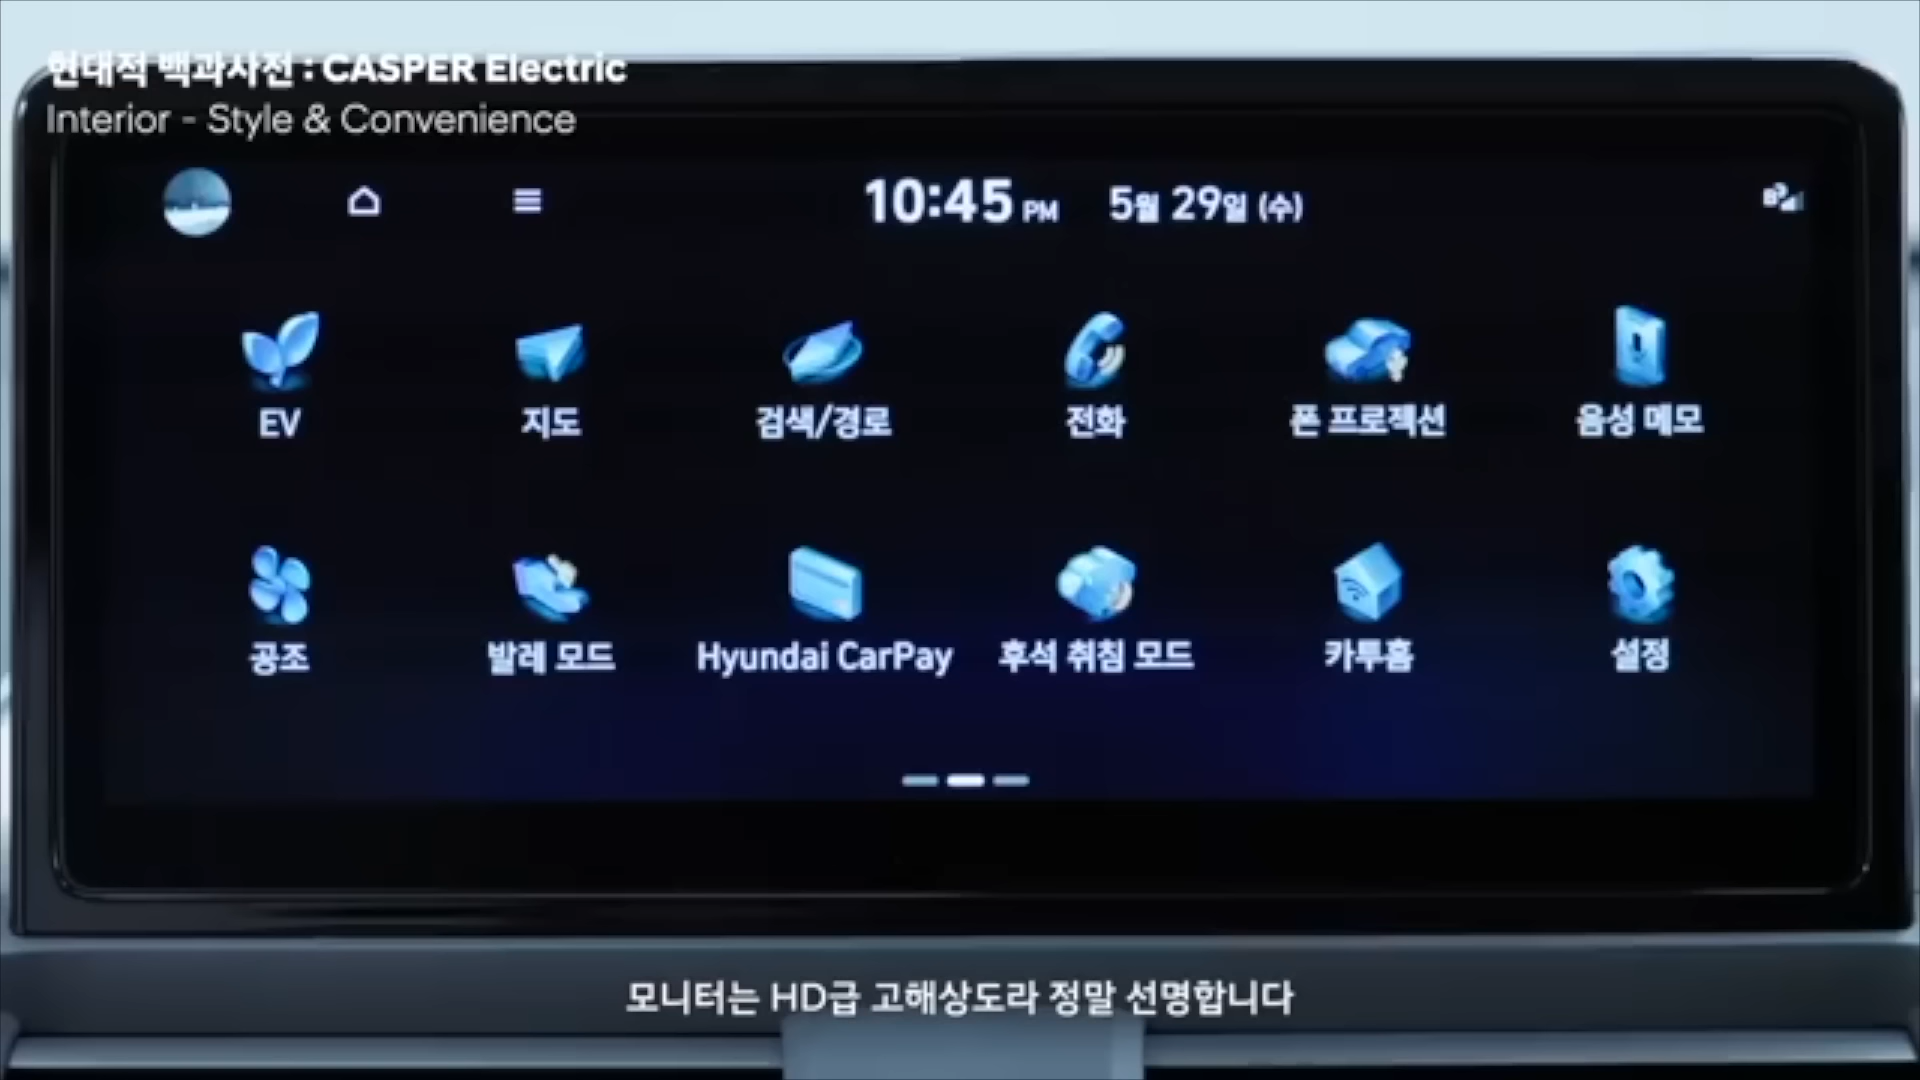 현대적 백과사전 : CASPER Electric
Interior - Style & Convenience
10:45 PM 5월 29일 (수)
EV 지도 검색/경로 전화 폰 프로젝션 음성 메모
공조 발레 모드 Hyundai CarPay 후석 취침 모드 카투홈 설정
모니터는 HD급 고해상도라 정말 선명합니다